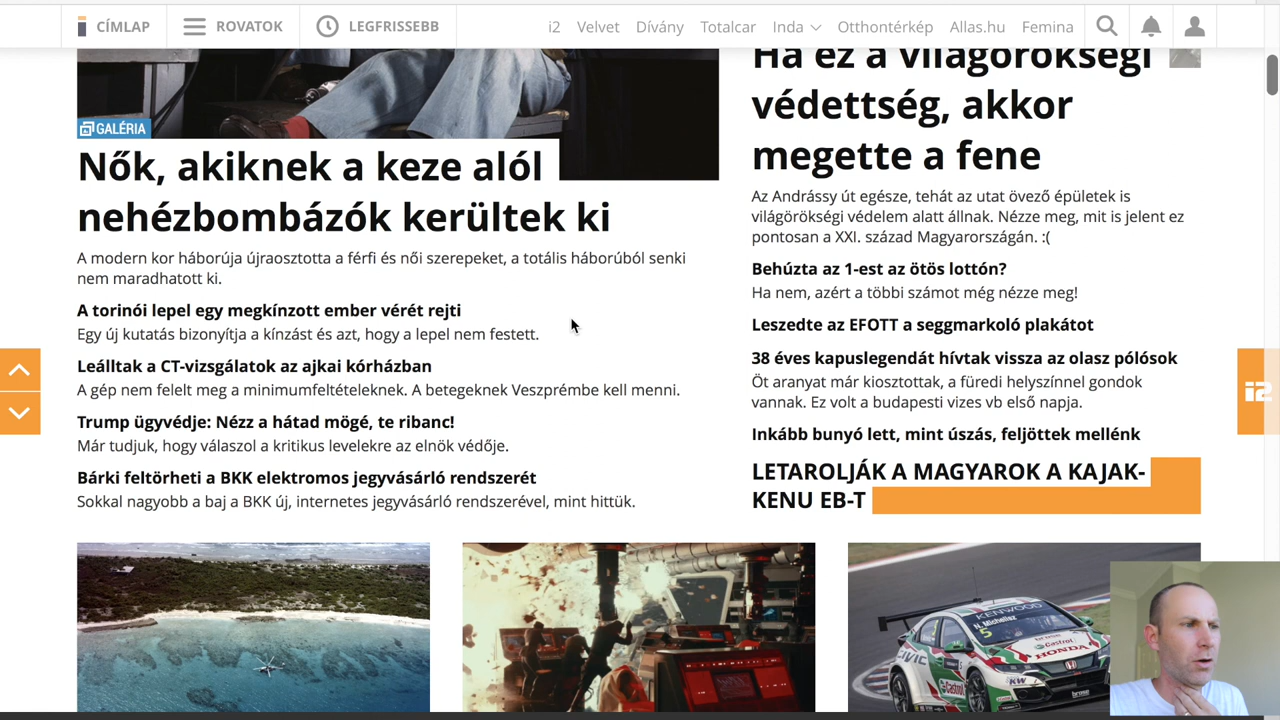 CÍMLAP
ROVATOK
LEGFRISSEBB
i2
Velvet
Dívány
Totalcar
Inda
Otthontérkép
Allas.hu
Femina
GALÉRIA
Nők, akiknek a keze alól
nehézbombázók kerültek ki
A modern kor háborúja újraosztotta a férfi és női szerepeket, a totális háborúból senki
nem maradhatott ki.
A torinói lepel egy megkínzott ember vérét rejti
Egy új kutatás bizonyítja a kínzást és azt, hogy a lepel nem festett.
Leálltak a CT-vizsgálatok az ajkai kórházban
A gép nem felelt meg a minimumfeltételeknek. A betegeknek Veszprémbe kell menni.
Trump ügyvédje: Nézz a hátad mögé, te ribanc!
Már tudjuk, hogy válaszol a kritikus levelekre az elnök védője.
Bárki feltörheti a BKK elektromos jegyvásárló rendszerét
Sokkal nagyobb a baj a BKK új, internetes jegyvásárló rendszerével, mint hittük.
Ha ez a világörökségi
védettség, akkor
megette a fene
Az Andrássy út egésze, tehát az utat övező épületek is
világörökségi védelem alatt állnak. Nézze meg, mit is jelent ez
pontosan a XXI. század Magyarországán. :(
Behúzta az 1-est az ötös lottón?
Ha nem, azért a többi számot még nézze meg!
Leszedte az EFOTT a seggmarkoló plakátot
38 éves kapuslegendát hívtak vissza az olasz pólósok
Öt aranyat már kiosztottak, a füredi helyszínnel gondok
vannak. Ez volt a budapesti vizes vb első napja.
Inkább bunyó lett, mint úszás, feljöttek mellénk
LETAROLJÁK A MAGYAROK A KAJAK-
KENU EB-T
i2
KENWOOD
N. Michelisz
5
Castrol
HONDA
CIVIC
Castrol
KW